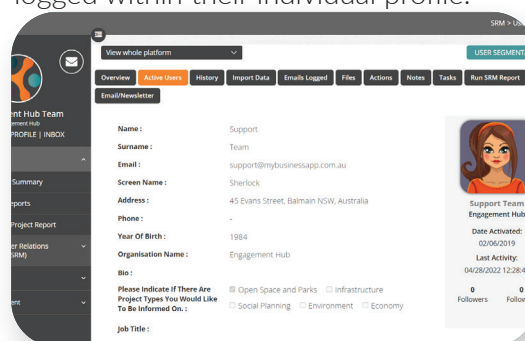 logged within their individual profile.
SRM > Use
View whole platform
USER SEGMENT
Overview Active Users History Import Data Emails Logged Files Actions Notes Tasks Run SRM Report
Email/Newsletter
ent Hub Team
ement Hub
PROFILE | INBOX
Summary
eports
Project Report
er Relations
SRM)
ent
Name : Support
Surname : Team
Email : support@mybusinessapp.com.au
Screen Name : Sherlock
Address : 45 Evans Street, Balmain NSW, Australia
Phone : -
Year Of Birth : 1984
Organisation Name : Engagement Hub
Bio :
Please Indicate If There Are
Project Types You Would Like
To Be Informed On. :
Open Space and Parks Infrastructure
Social Planning Environment Economy
Job Title :
Support Team
Engagement Hub
Date Activated:
02/06/2019
Last Activity:
04/28/2022 12:28:4
0 0
Followers Follow